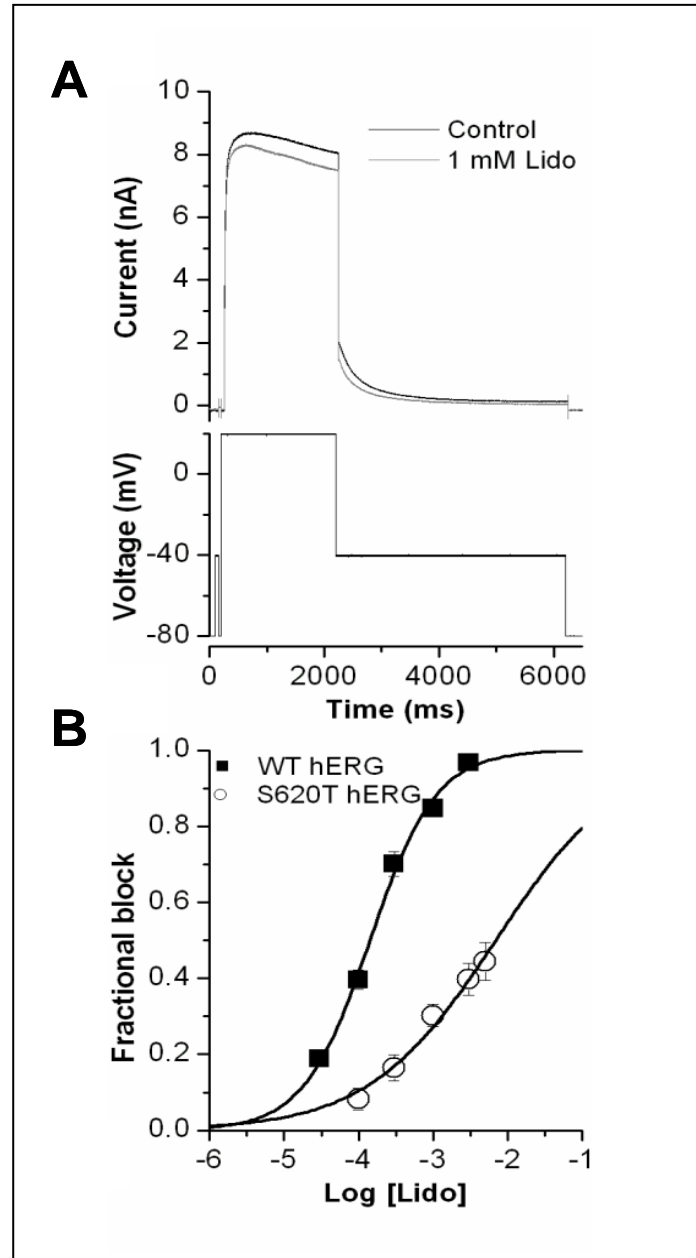 A
Current (nA)
10
8
6
4
2
0
Control
1 mM Lido
Voltage (mV)
0
-40
-80
0 2000 4000 6000
Time (ms)
B
Fractional block
1.0
0.8
0.6
0.4
0.2
0.0
WT hERG
S620T hERG
-6 -5 -4 -3 -2 -1
Log [Lido]